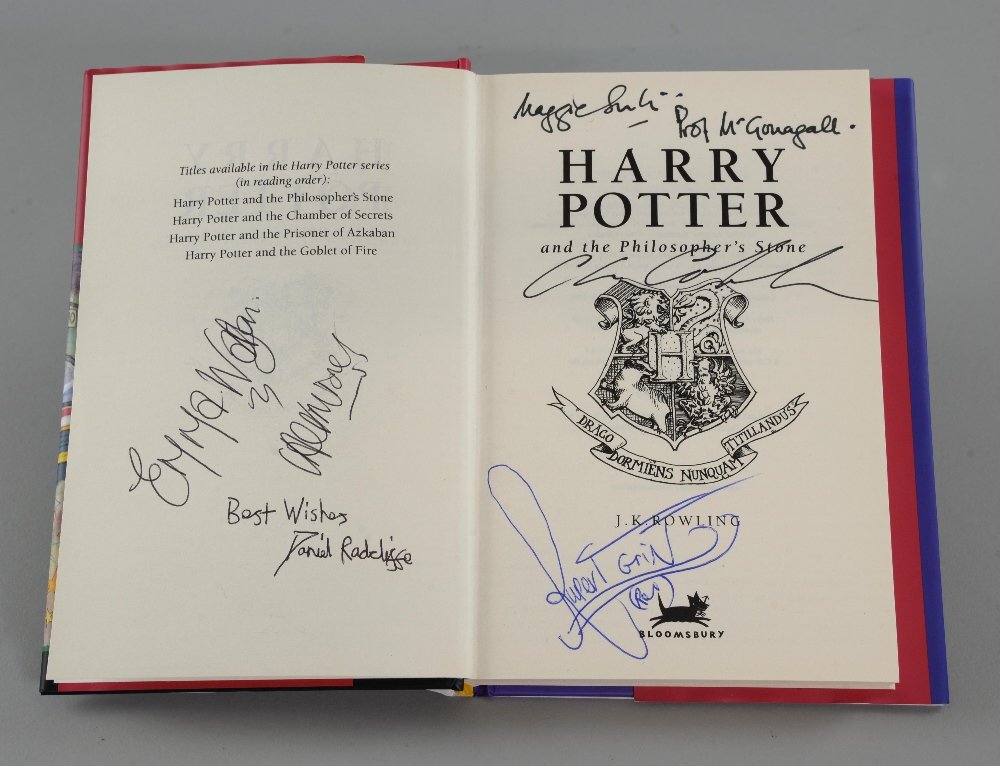 Titles available in the Harry Potter series
(in reading order):
Harry Potter and the Philosopher's Stone
Harry Potter and the Chamber of Secrets
Harry Potter and the Prisoner of Azkaban
Harry Potter and the Goblet of Fire
Emma Watson
Best Wishes
Daniel Radcliffe
Maggie Smith
Prof McGonagall.
HARRY
POTTER
and the Philosopher's Stone
H
DRAGO
DORMIENS NUNQUAM
TITILLANDUS
J.K.ROWLING
Rupert Grint
(Ron)
BLOOMSBURY